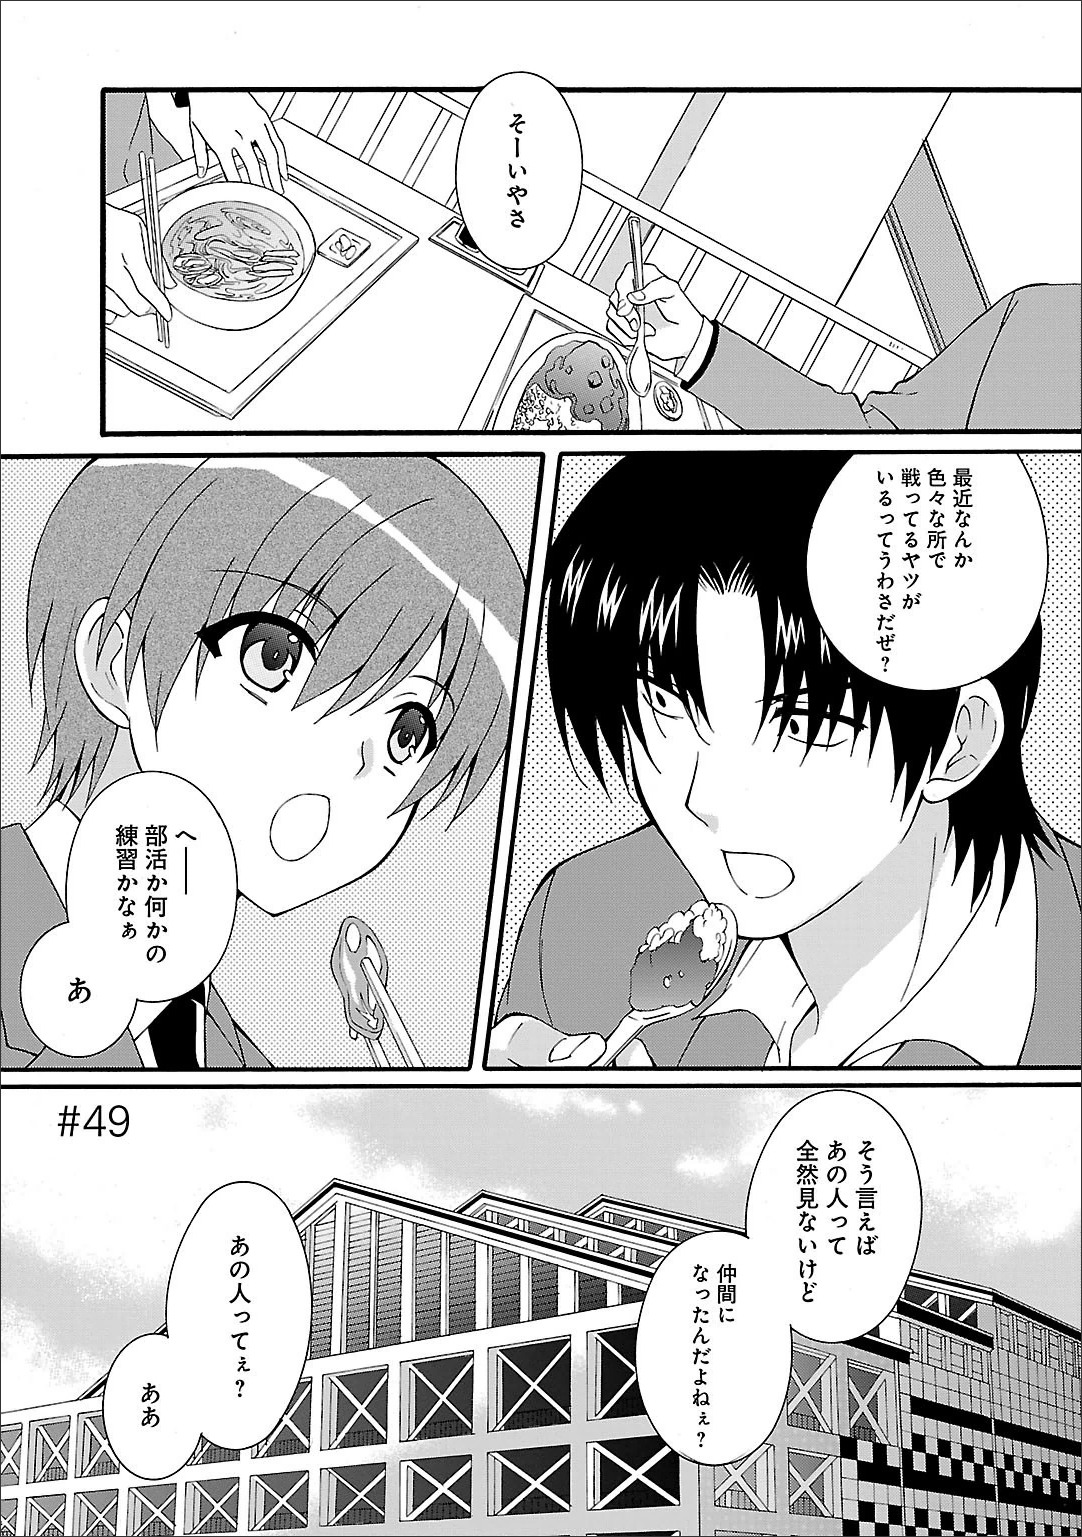 そーいやさ
最近なんか
色々な所で
戦ってるヤツが
いるってうわさだぜ？
へー
部活か何かの
練習かなぁ
あ
#49
そう言えば
あの人って
全然見ないけど
仲間に
なったんだよねぇ？
あの人ってぇ？
ああ